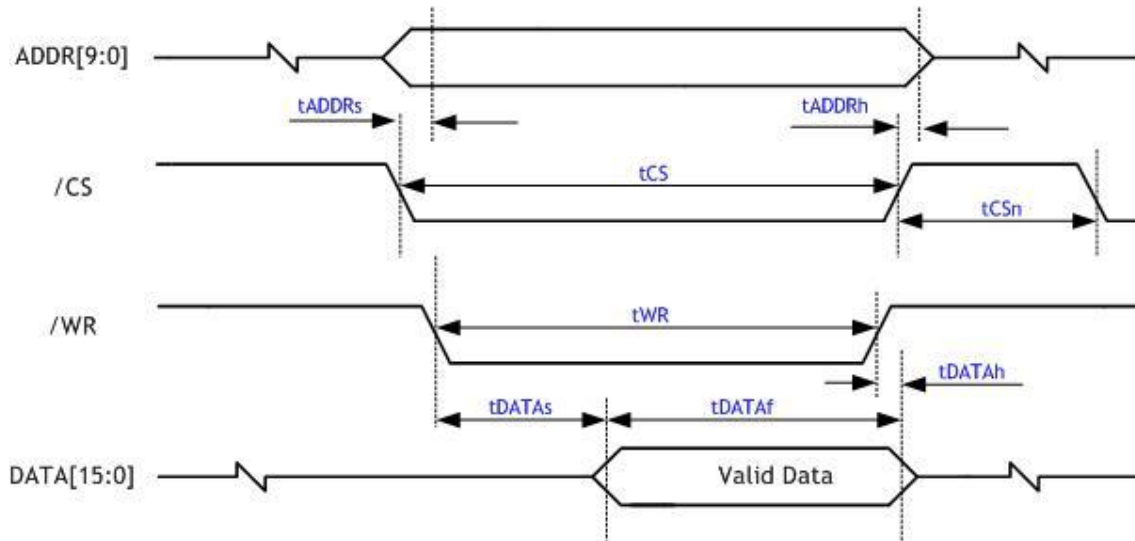 ADDR[9:0]
tADDRs
tADDRh
/CS
tCS
tCSn
/WR
tWR
tDATAh
tDATAs
tDATAf
DATA[15:0]
Valid Data